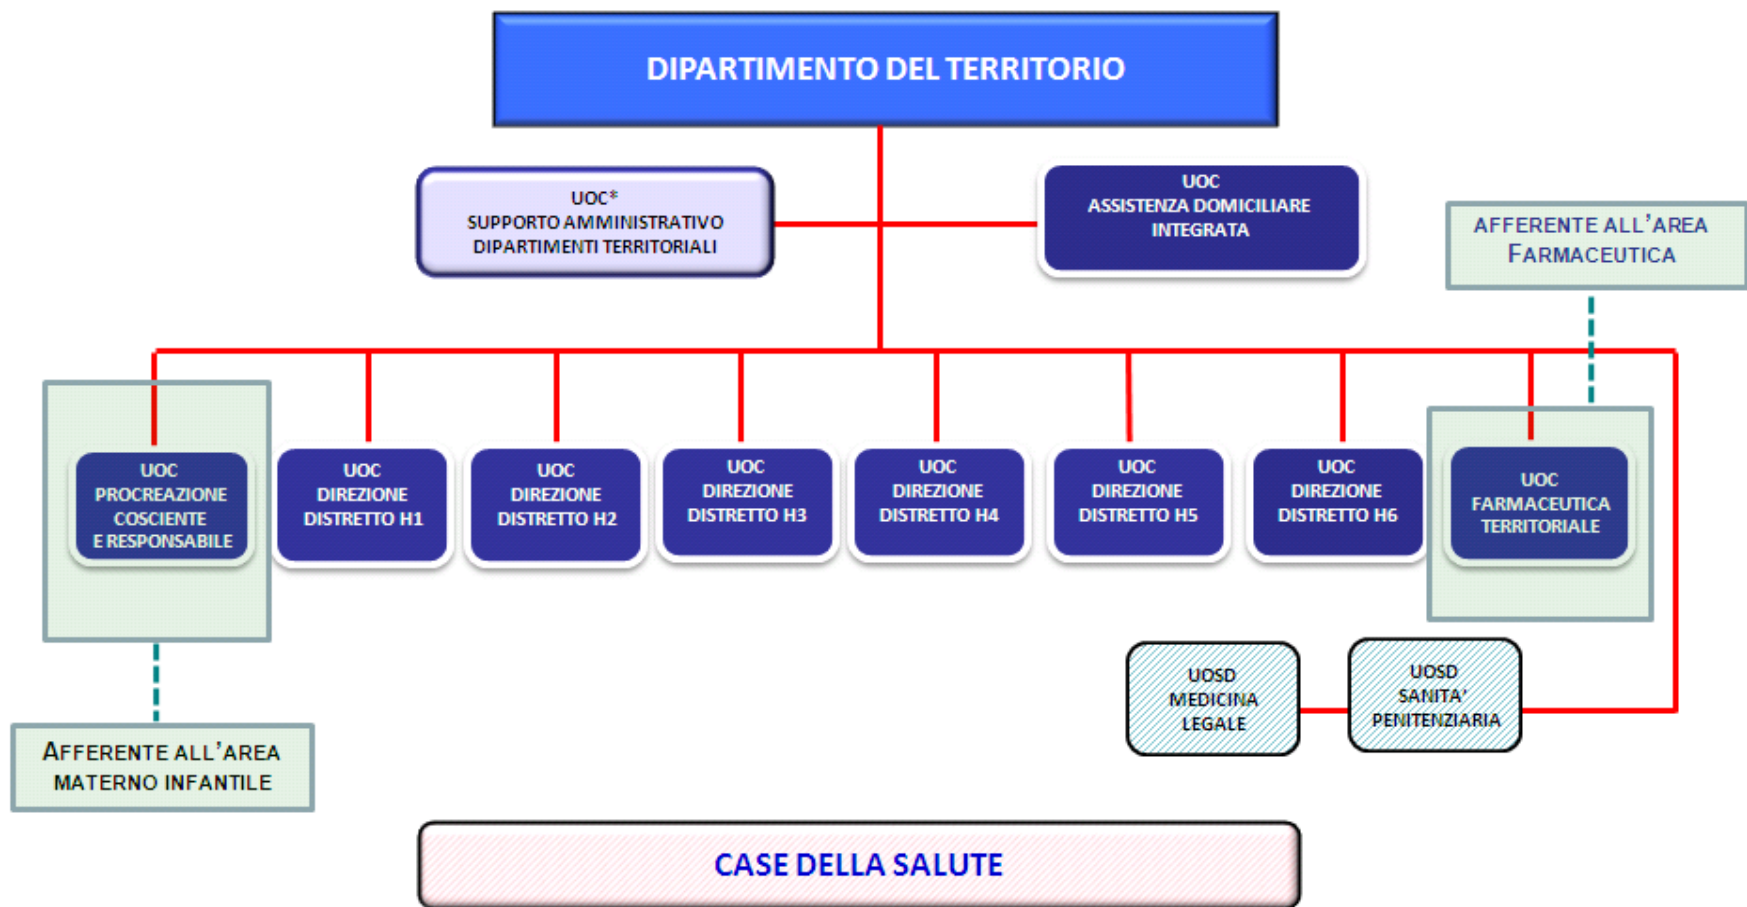 DIPARTIMENTO DEL TERRITORIO
UOC*
SUPPORTO AMMINISTRATIVO
DIPARTIMENTI TERRITORIALI
UOC
ASSISTENZA DOMICILIARE
INTEGRATA
AFFERENTE ALL'AREA
FARMACEUTICA
UOC
PROCREAZIONE
COSCIENTE
E RESPONSABILE
UOC
DIREZIONE
DISTRETTO H1
UOC
DIREZIONE
DISTRETTO H2
UOC
DIREZIONE
DISTRETTO H3
UOC
DIREZIONE
DISTRETTO H4
UOC
DIREZIONE
DISTRETTO H5
UOC
DIREZIONE
DISTRETTO H6
UOC
FARMACEUTICA
TERRITORIALE
UOSD
MEDICINA
LEGALE
UOSD
SANITA'
PENITENZIARIA
AFFERENTE ALL'AREA
MATERNO INFANTILE
CASE DELLA SALUTE